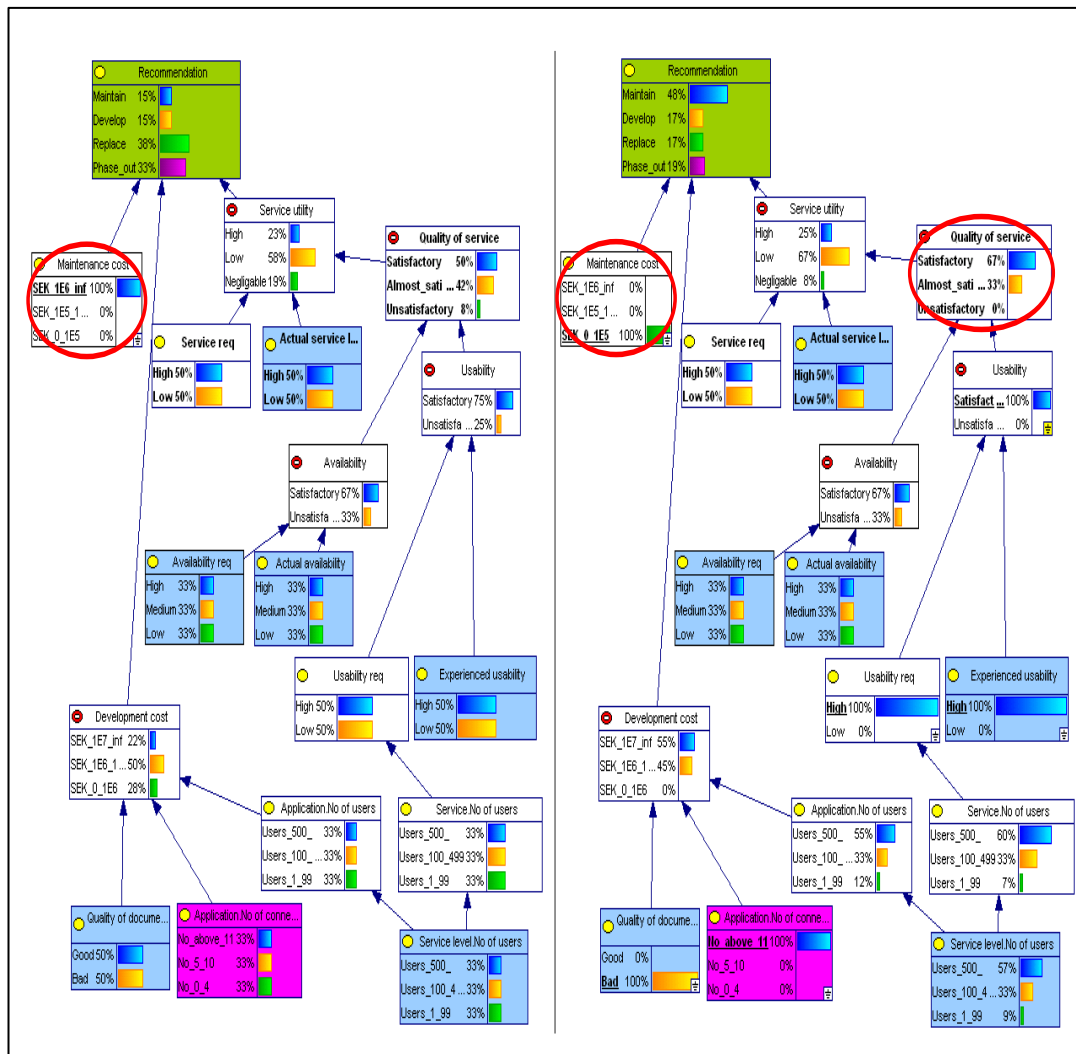 Recommendation
Maintain 15%
Develop 15%
Replace 38%
Phase_out 33%
Service utility
High 23%
Low 58%
Negligable 19%
Quality of service
Satisfactory 50%
Almost_sati ... 42%
Unsatisfactory 8%
Maintenance cost
SEK_1E6_inf 100%
SEK_1E5_1 ... 0%
SEK_0_1E5 0%
Service req
High 50%
Low 50%
Actual service l...
High 50%
Low 50%
Usability
Satisfactory 75%
Unsatisfa ... 25%
Availability
Satisfactory 67%
Unsatisfa ... 33%
Availability req
High 33%
Medium 33%
Low 33%
Actual availability
High 33%
Medium 33%
Low 33%
Usability req
High 50%
Low 50%
Experienced usability
High 50%
Low 50%
Development cost
SEK_1E7_inf 22%
SEK_1E6_1 ... 50%
SEK_0_1E6 28%
Application.No of users
Users_500_ 33%
Users_100_ ... 33%
Users_1_99 33%
Service.No of users
Users_500_ 33%
Users_100_499 33%
Users_1_99 33%
Quality of docume...
Good 50%
Bad 50%
Application.No of conne...
No_above_11 33%
No_5_10 33%
No_0_4 33%
Service level.No of users
Users_500_ 33%
Users_100_4 ... 33%
Users_1_99 33%
Recommendation
Maintain 48%
Develop 17%
Replace 17%
Phase_out 19%
Service utility
High 25%
Low 67%
Negligable 8%
Quality of service
Satisfactory 67%
Almost_sati ... 33%
Unsatisfactory 0%
Maintenance cost
SEK_1E6_inf 0%
SEK_1E5_1 ... 0%
SEK_0_1E5 100%
Service req
High 50%
Low 50%
Actual service l...
High 50%
Low 50%
Usability
Satisfact ... 100%
Unsatisfa ... 0%
Availability
Satisfactory 67%
Unsatisfa ... 33%
Availability req
High 33%
Medium 33%
Low 33%
Actual availability
High 33%
Medium 33%
Low 33%
Usability req
High 100%
Low 0%
Experienced usability
High 100%
Low 0%
Development cost
SEK_1E7_inf 55%
SEK_1E6_1 ... 45%
SEK_0_1E6 0%
Application.No of users
Users_500_ 55%
Users_100_ ... 33%
Users_1_99 12%
Service.No of users
Users_500_ 60%
Users_100_499 33%
Users_1_99 7%
Quality of docume...
Good 0%
Bad 100%
Application.No of conne...
No_above_11 100%
No_5_10 0%
No_0_4 0%
Service level.No of users
Users_500_ 57%
Users_100_4 ... 33%
Users_1_99 9%